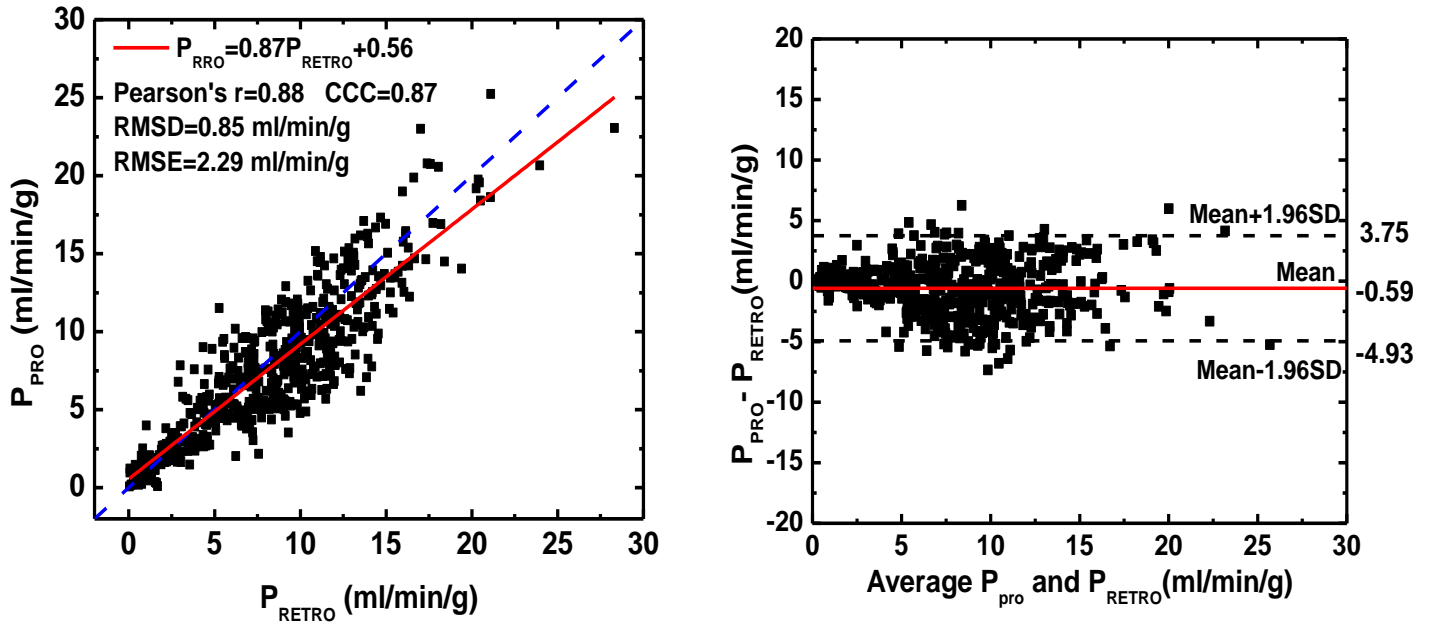 30
25
20
15
10
5
0
P_PRO (ml/min/g)
P_RRO=0.87P_RETRO+0.56
Pearson's r=0.88 CCC=0.87
RMSD=0.85 ml/min/g
RMSE=2.29 ml/min/g
0 5 10 15 20 25 30
P_RETRO (ml/min/g)
20
15
10
5
0
-5
-10
-15
-20
P_PRO- P_RETRO(ml/min/g)
Mean+1.96SD
3.75
Mean
-0.59
-4.93
Mean-1.96SD
0 5 10 15 20 25 30
Average P_pro and P_RETRO(ml/min/g)